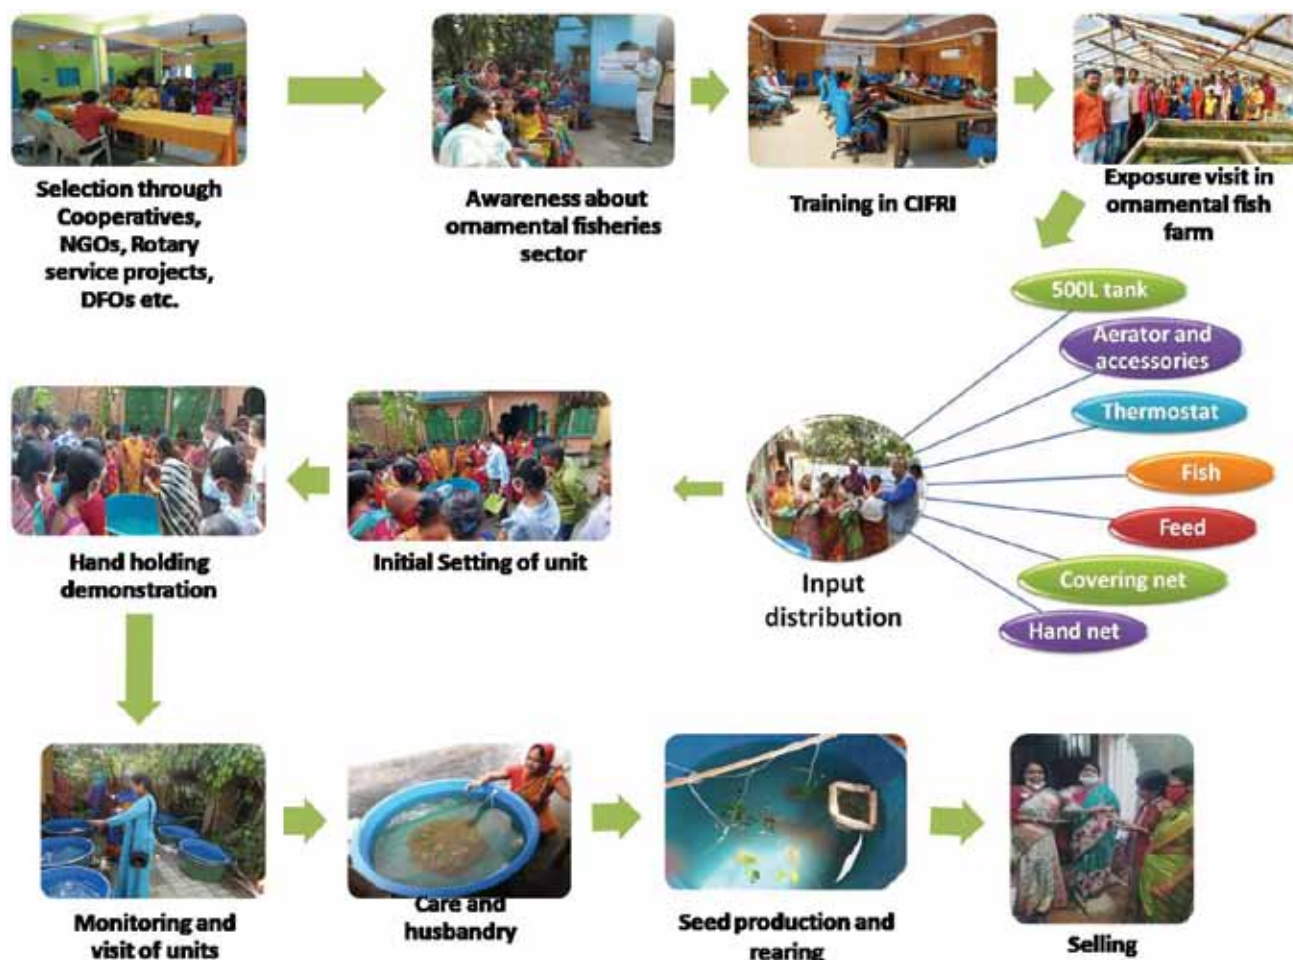 Selection through
Cooperatives,
NGOs, Rotary
service projects,
DFOs etc.
Awareness about
ornamental fisheries
sector
Training in CIFRI
Exposure visit in
ornamental fish
farm
500L tank
Aerator and
accessories
Thermostat
Fish
Feed
Covering net
Hand net
Input
distribution
Initial Setting of unit
Hand holding
demonstration
Monitoring and
visit of units
Care and
husbandry
Seed production and
rearing
Selling